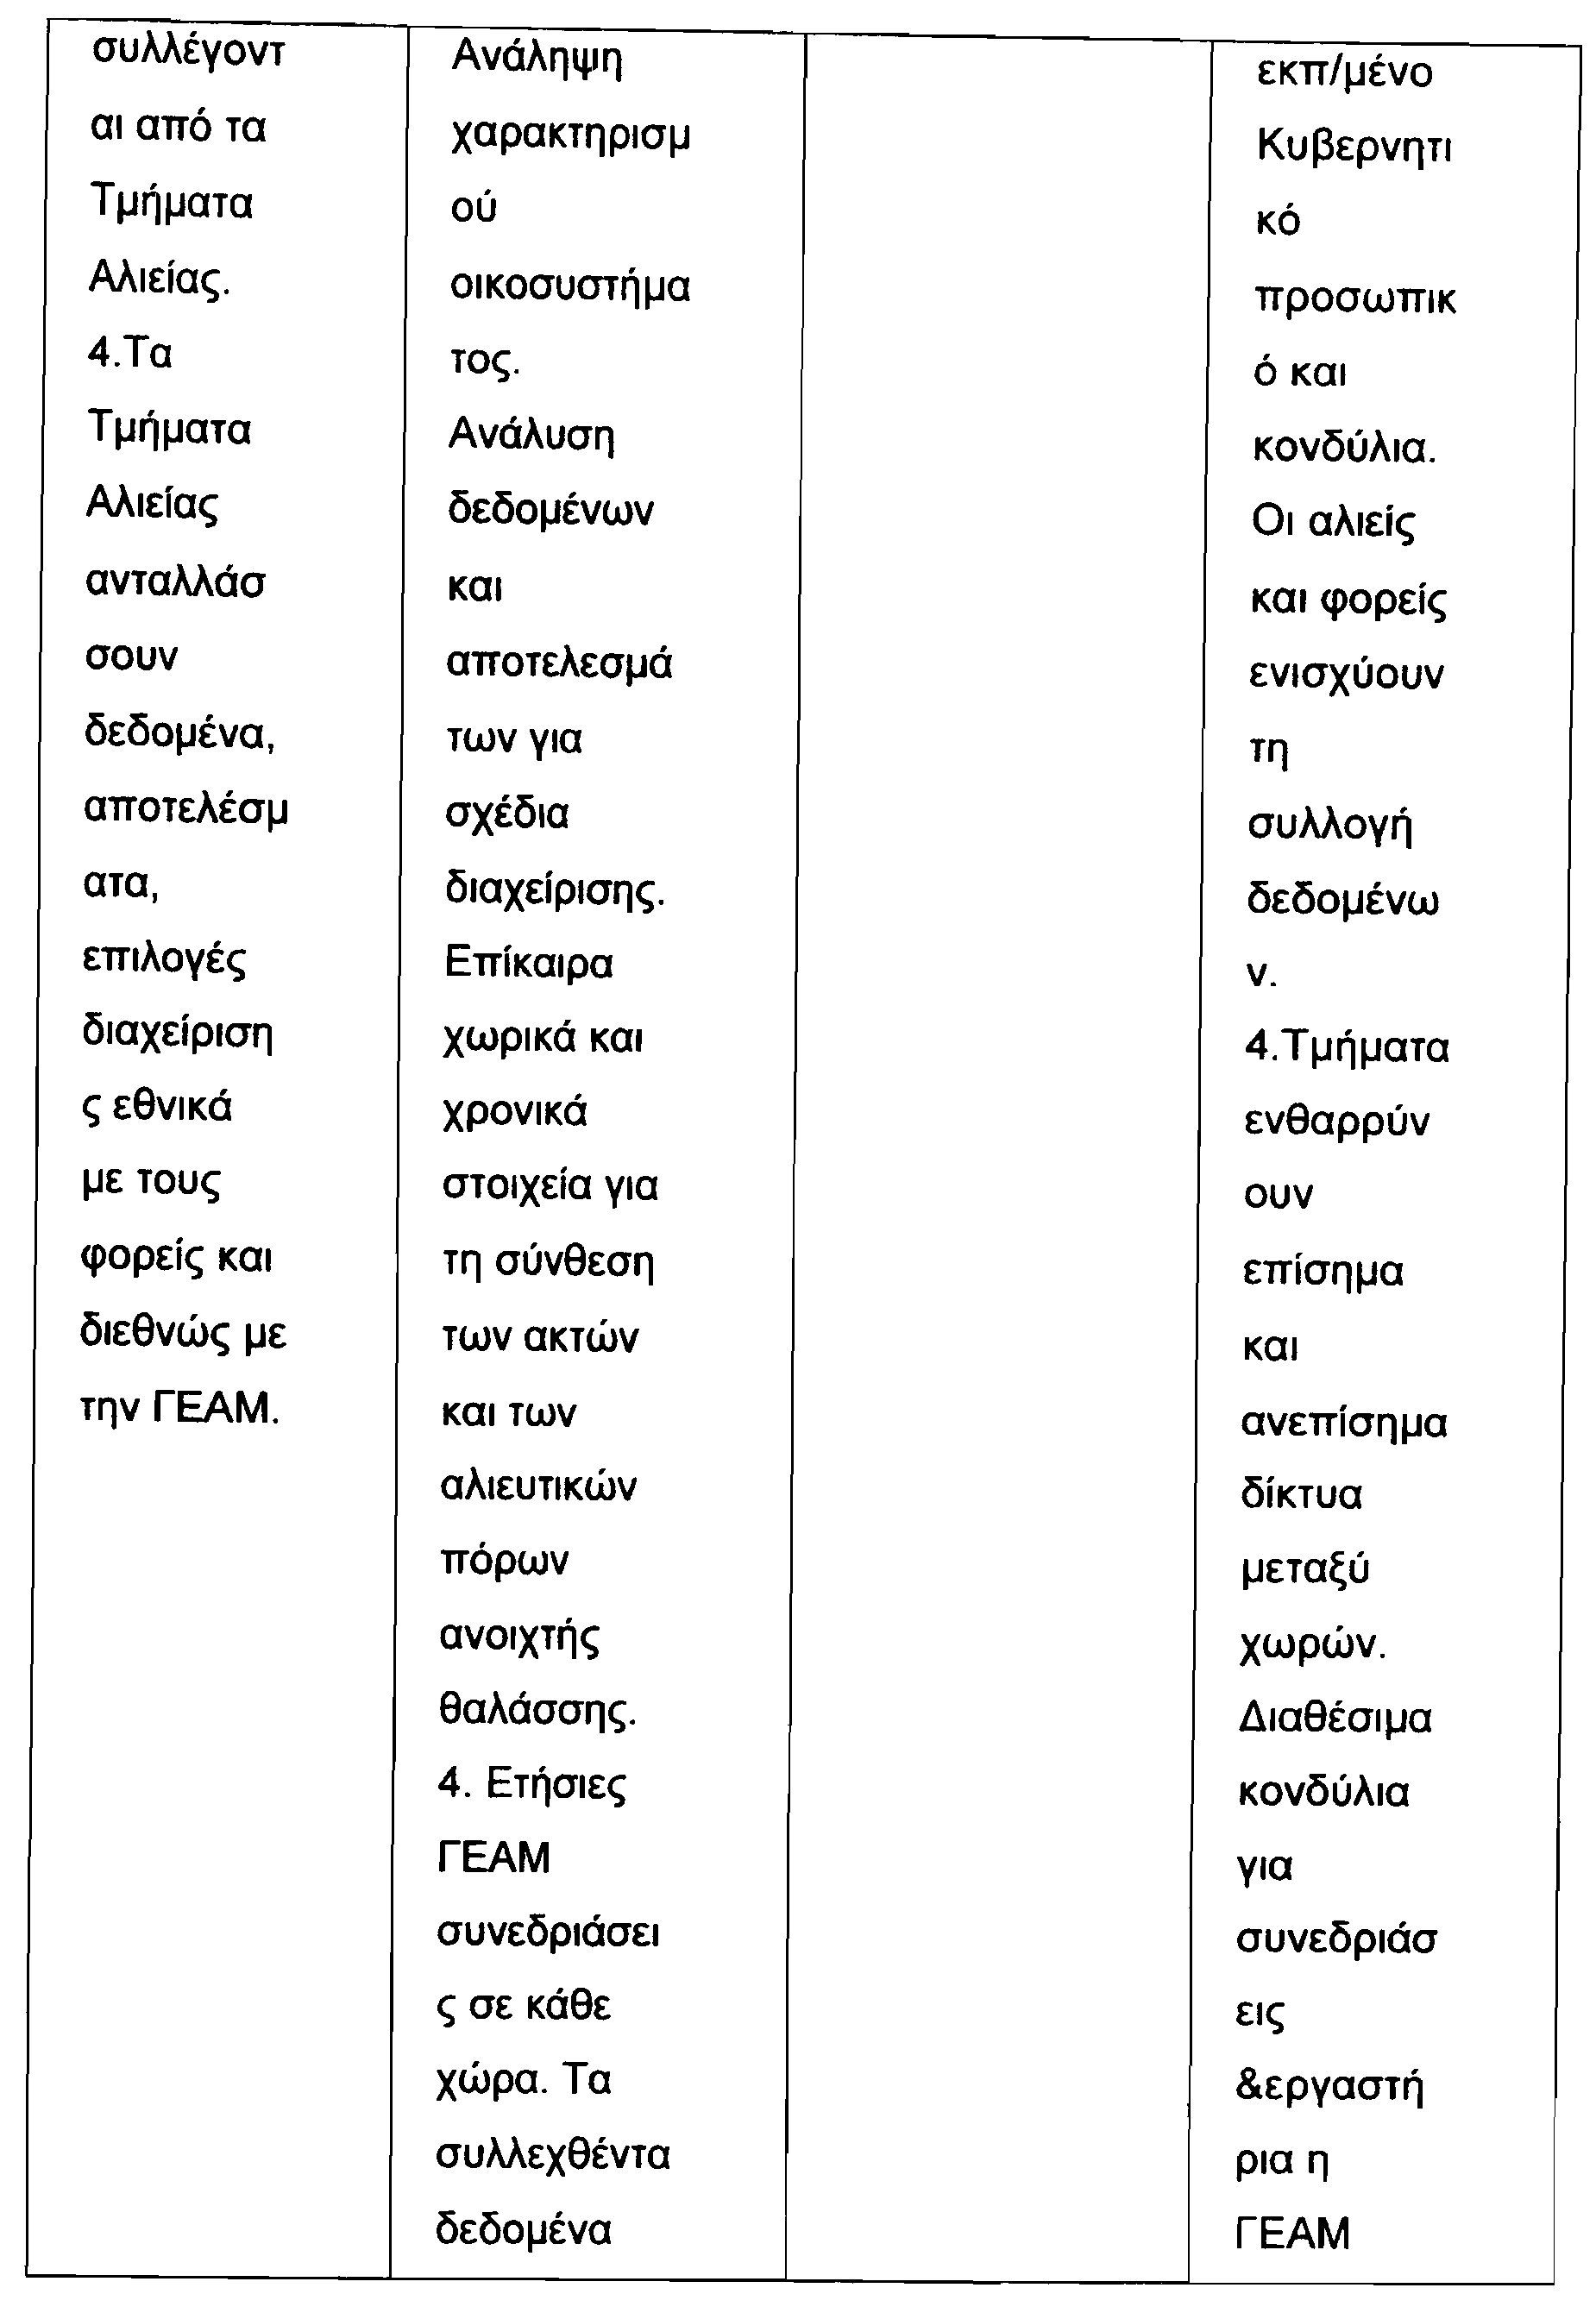 συλλέγοντ
αι από τα
Τμήματα
Αλιείας.
4.Τα
Τμήματα
Αλιείας
ανταλλάσ
σουν
δεδομένα,
αποτελέσμ
ατα,
επιλογές
διαχείριση
ς εθνικά
με τους
φορείς και
διεθνώς με
την ΓΕΑΜ.
Ανάληψη
χαρακτηρισμ
ού
οικοσυστήμα
τος.
Ανάλυση
δεδομένων
και
αποτελεσμά
των για
σχέδια
διαχείρισης.
Επίκαιρα
χωρικά και
χρονικά
στοιχεία για
τη σύνθεση
των ακτών
και των
αλιευτικών
πόρων
ανοιχτής
θαλάσσης.
4. Ετήσιες
ΓΕΑΜ
συνεδριάσει
ς σε κάθε
χώρα. Τα
συλλεχθέντα
δεδομένα
εκπ/μένο
Κυβερνητι
κό
προσωπικ
ό και
κονδύλια.
Οι αλιείς
και φορείς
ενισχύουν
τη
συλλογή
δεδομένω
ν.
4.Τμήματα
ενθαρρύν
ουν
επίσημα
και
ανεπίσημα
δίκτυα
μεταξύ
χωρών.
Διαθέσιμα
κονδύλια
για
συνεδριάσ
εις
&εργαστή
ρια η
ΓΕΑΜ